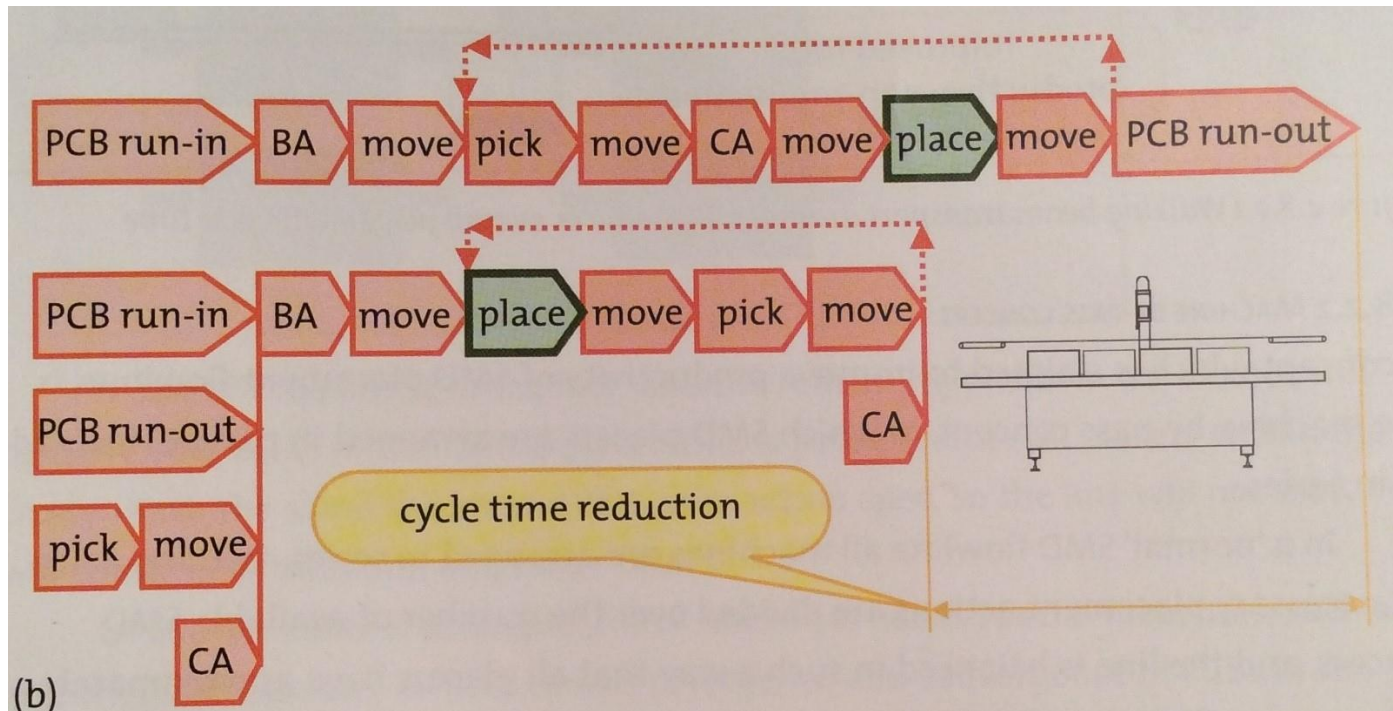 PCB run-in BA move pick move CA move place move PCB run-out
PCB run-in BA move place move pick move
PCB run-out CA
cycle time reduction
pick move
CA
(b)